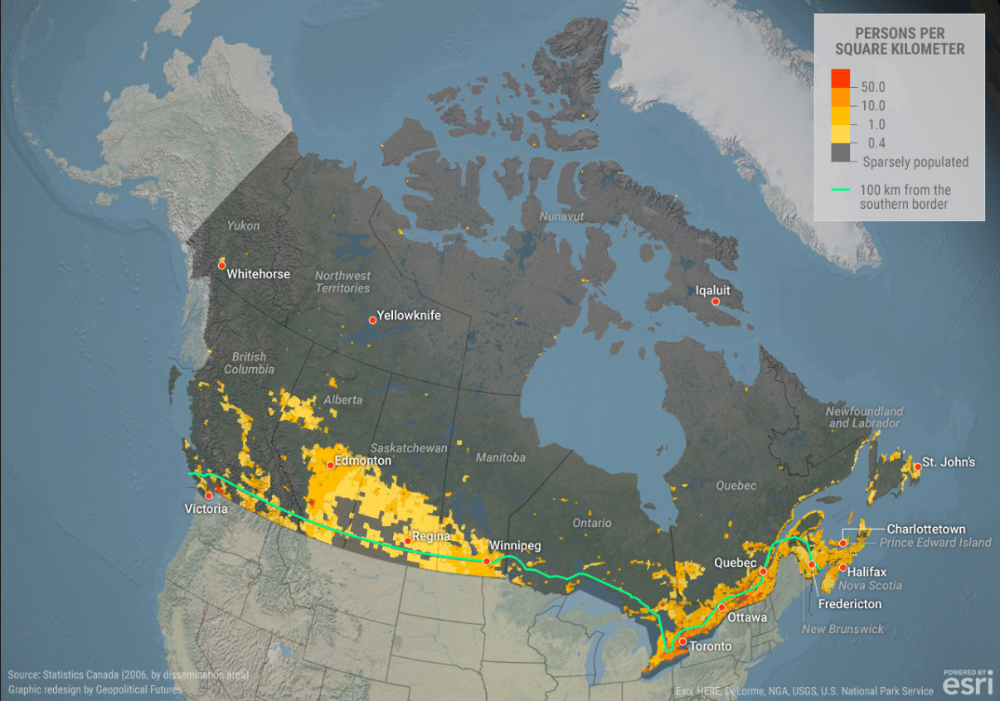 PERSONS PER
SQUARE KILOMETER
50.0
10.0
1.0
0.4
Sparsely populated
100 km from the
southern border
Yukon
Nunavut
Whitehorse
Northwest
Territories
Iqaluit
Yellowknife
British
Columbia
Alberta
Newfoundland
and Labrador
Saskatchewan
Edmonton
Manitoba
St. John's
Quebec
Victoria
Ontario
Charlottetown
Regina
Winnipeg
Prince Edward Island
Quebec
Halifax
Nova Scotia
Fredericton
Ottawa
New Brunswick
Toronto
Source: Statistics Canada (2006, by dissemination area)
Graphic redesign by Geopolitical Futures
Esri, HERE, DeLorme, NGA, USGS, U.S. National Park Service
POWERED BY
esri